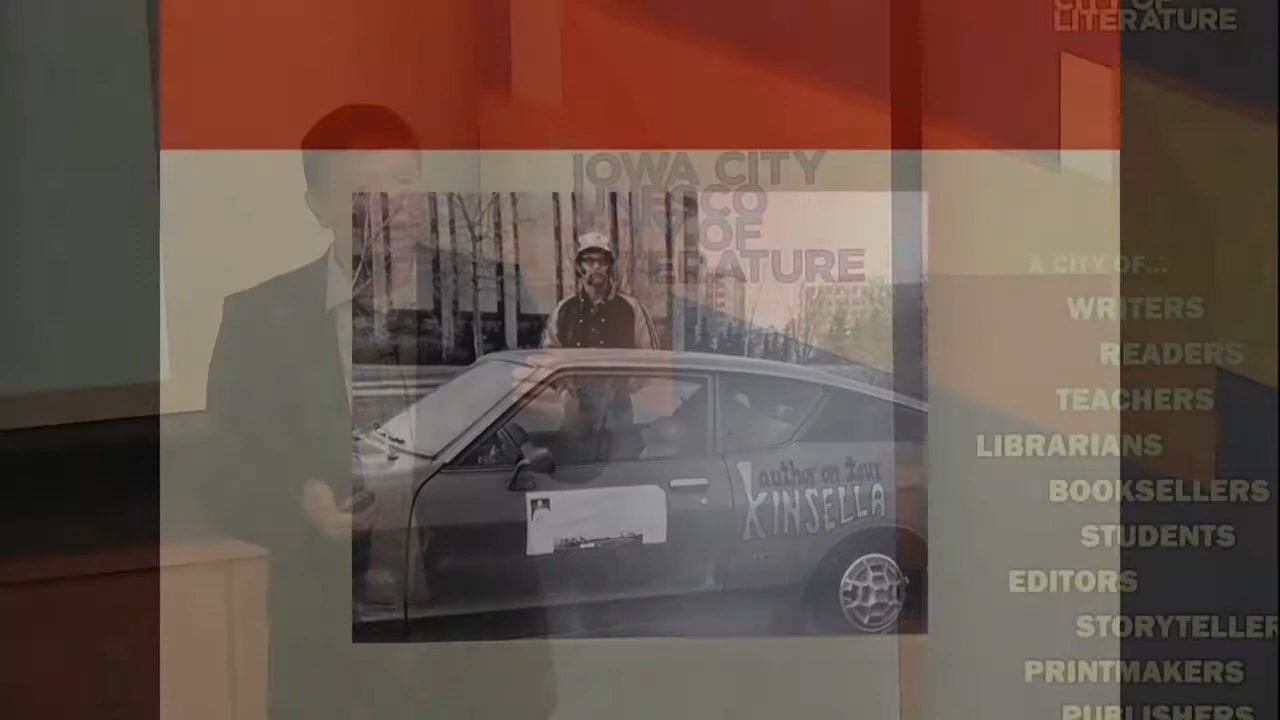 CITY OF
LITERATURE
IOWA CITY
UNESCO
OF
LITERATURE
A CITY OF...
WRITERS
READERS
TEACHERS
LIBRARIANS
BOOKSELLERS
STUDENTS
EDITORS
STORYTELLER
PRINTMAKERS
PUBLISHERS
author on tour
KINSELLA